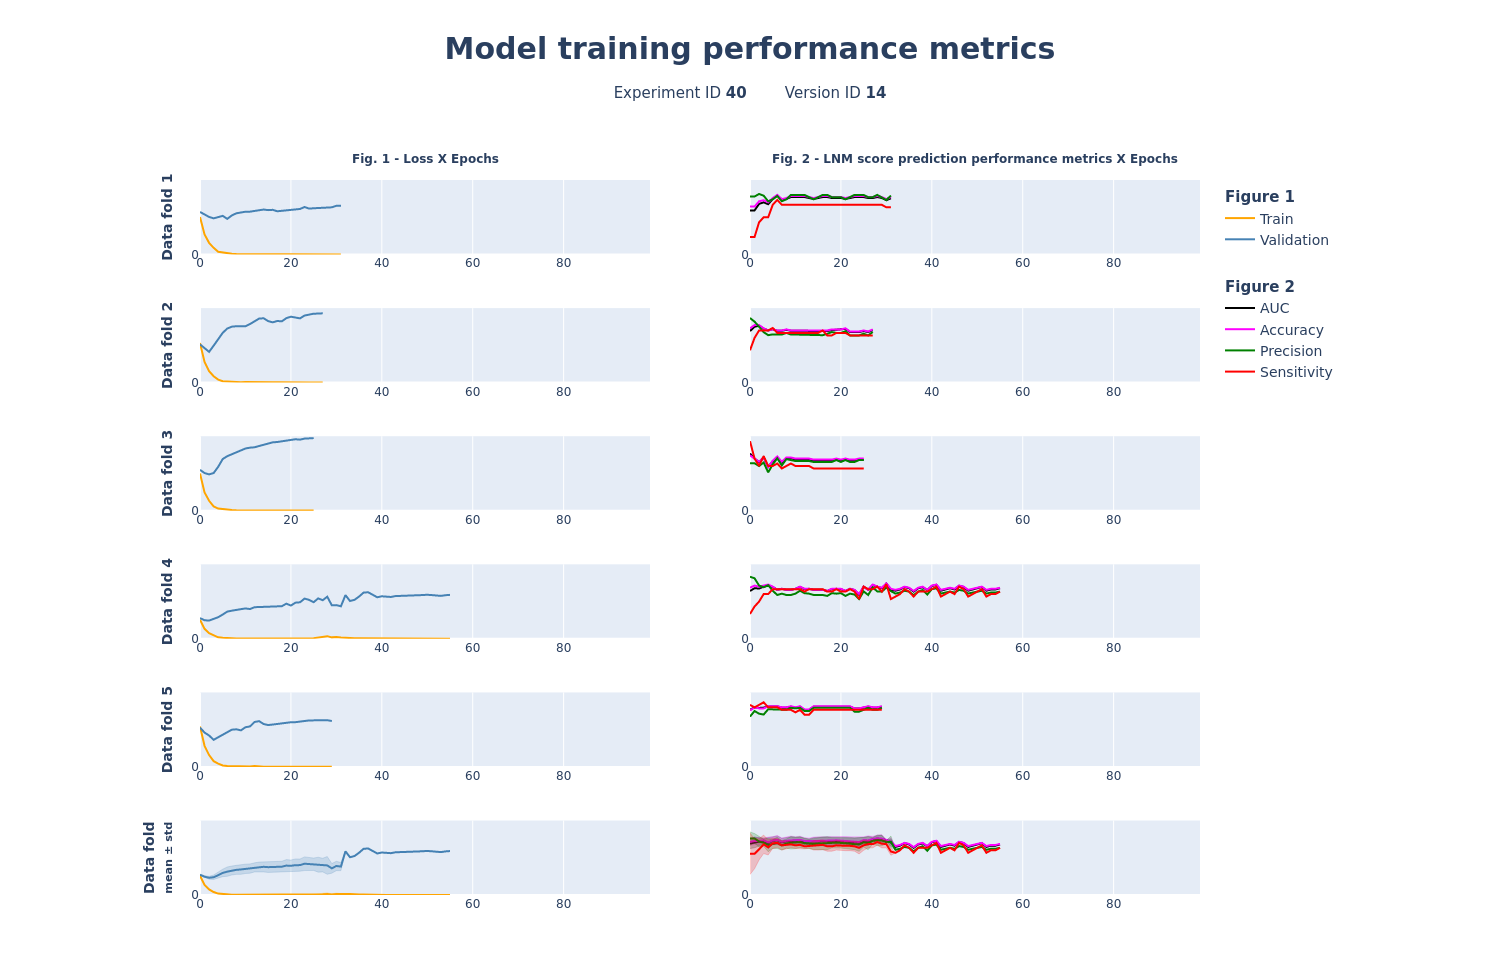 Model training performance metrics
Experiment ID 40 Version ID 14
Fig. 1 - Loss X Epochs
Fig. 2 - LNM score prediction performance metrics X Epochs
Data fold 1
0
0 20 40 60 80
0
0 20 40 60 80
Figure 1
Train
Validation
Figure 2
AUC
Accuracy
Precision
Sensitivity
Data fold 2
0
0 20 40 60 80
0
0 20 40 60 80
Data fold 3
0
0 20 40 60 80
0
0 20 40 60 80
Data fold 4
0
0 20 40 60 80
0
0 20 40 60 80
Data fold 5
0
0 20 40 60 80
0
0 20 40 60 80
Data fold
mean ± std
0
0 20 40 60 80
0
0 20 40 60 80